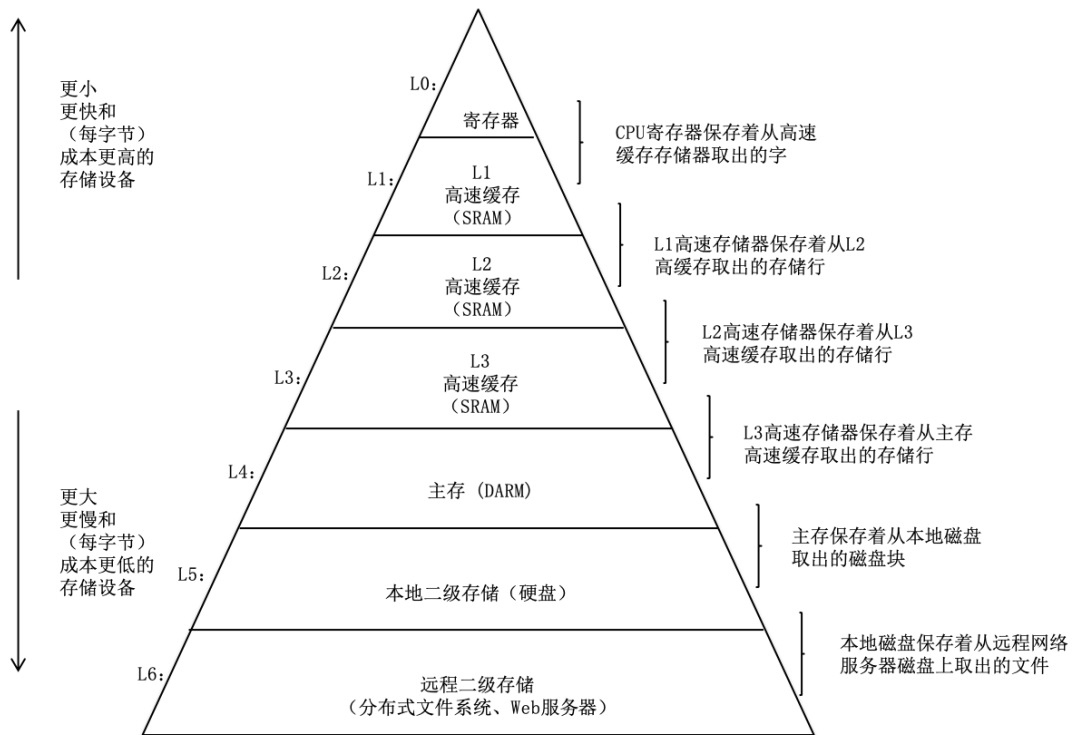 更小
更快和
（每字节）
成本更高的
存储设备
更大
更慢和
（每字节）
成本更低的
存储设备
L0:
寄存器
L1:
L1
高速缓存
（SRAM）
L2:
L2
高速缓存
（SRAM）
L3:
L3
高速缓存
（SRAM）
L4:
主存 (DARM)
L5:
本地二级存储（硬盘）
L6:
远程二级存储
（分布式文件系统、Web服务器）
CPU寄存器保存着从高速
缓存存储器取出的字
L1高速存储器保存着从L2
高缓存取出的存储行
L2高速存储器保存着从L3
高速缓存取出的存储行
L3高速存储器保存着从主存
高速缓存取出的存储行
主存保存着从本地磁盘
取出的磁盘块
本地磁盘保存着从远程网络
服务器磁盘上取出的文件